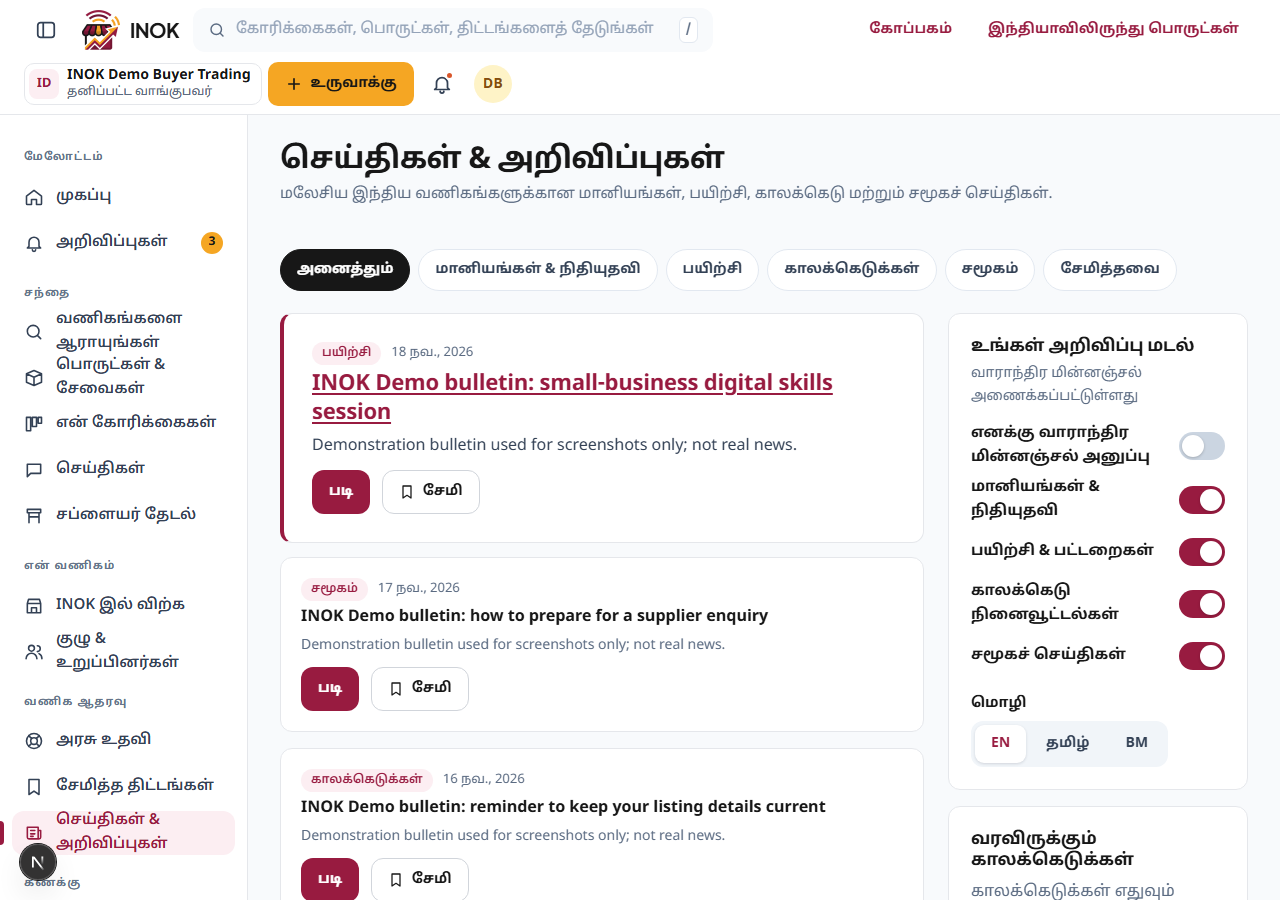 INOK
கோரிக்கைகள், பொருட்கள், திட்டங்களைத் தேடுங்கள்
/
கோப்பகம்
இந்தியாவிலிருந்து பொருட்கள்
ID
INOK Demo Buyer Trading
தனிப்பட்ட வாங்குபவர்
+ உருவாக்கு
DB
மேலோட்டம்
முகப்பு
அறிவிப்புகள்
3
சந்தை
வணிகங்களை
ஆராயுங்கள்
பொருட்கள் &
சேவைகள்
என் கோரிக்கைகள்
செய்திகள்
சப்ளையர் தேடல்
என் வணிகம்
INOK இல் விற்க
குழு &
உறுப்பினர்கள்
வணிக ஆதரவு
அரசு உதவி
சேமித்த திட்டங்கள்
செய்திகள் &
அறிவிப்புகள்
N
கணக்கு
செய்திகள் & அறிவிப்புகள்
மலேசிய இந்திய வணிகங்களுக்கான மானியங்கள், பயிற்சி, காலக்கெடு மற்றும் சமூகச் செய்திகள்.
அனைத்தும்
மானியங்கள் & நிதியுதவி
பயிற்சி
காலக்கெடுக்கள்
சமூகம்
சேமித்தவை
பயிற்சி
18 நவ., 2026
INOK Demo bulletin: small-business digital skills
session
Demonstration bulletin used for screenshots only; not real news.
படி
சேமி
சமூகம்
17 நவ., 2026
INOK Demo bulletin: how to prepare for a supplier enquiry
Demonstration bulletin used for screenshots only; not real news.
படி
சேமி
காலக்கெடுக்கள்
16 நவ., 2026
INOK Demo bulletin: reminder to keep your listing details current
Demonstration bulletin used for screenshots only; not real news.
படி
சேமி
உங்கள் அறிவிப்பு மடல்
வாராந்திர மின்னஞ்சல்
அணைக்கப்பட்டுள்ளது
எனக்கு வாராந்திர
மின்னஞ்சல் அனுப்பு
மானியங்கள் &
நிதியுதவி
பயிற்சி & பட்டறைகள்
காலக்கெடு
நினைவூட்டல்கள்
சமூகச் செய்திகள்
மொழி
EN
தமிழ்
BM
வரவிருக்கும்
காலக்கெடுக்கள்
காலக்கெடுக்கள் எதுவும்